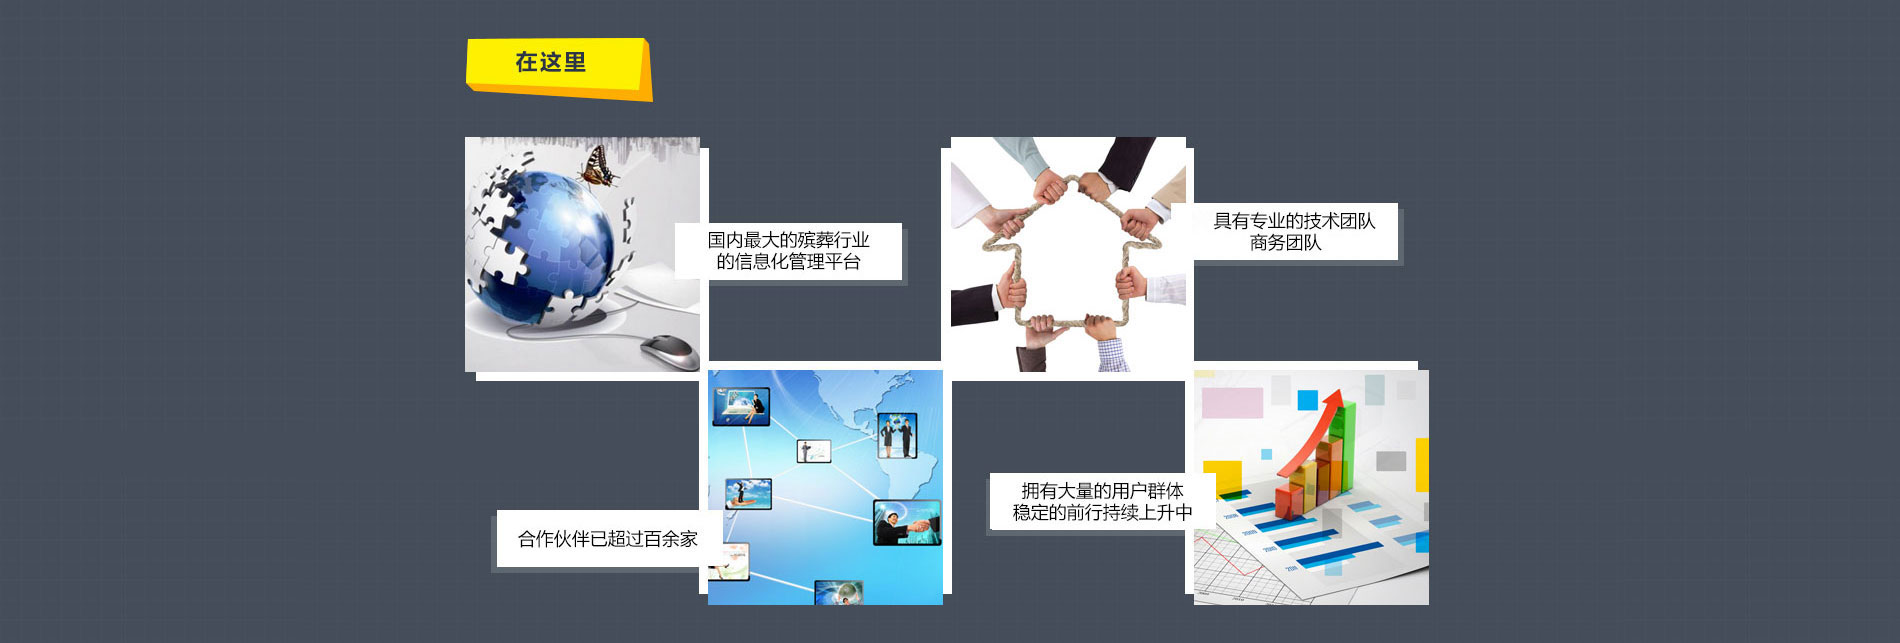 在这里
国内最大的殡葬行业
的信息化管理平台
具有专业的技术团队
商务团队
合作伙伴已超过百余家
拥有大量的用户群体
稳定的前行持续上升中